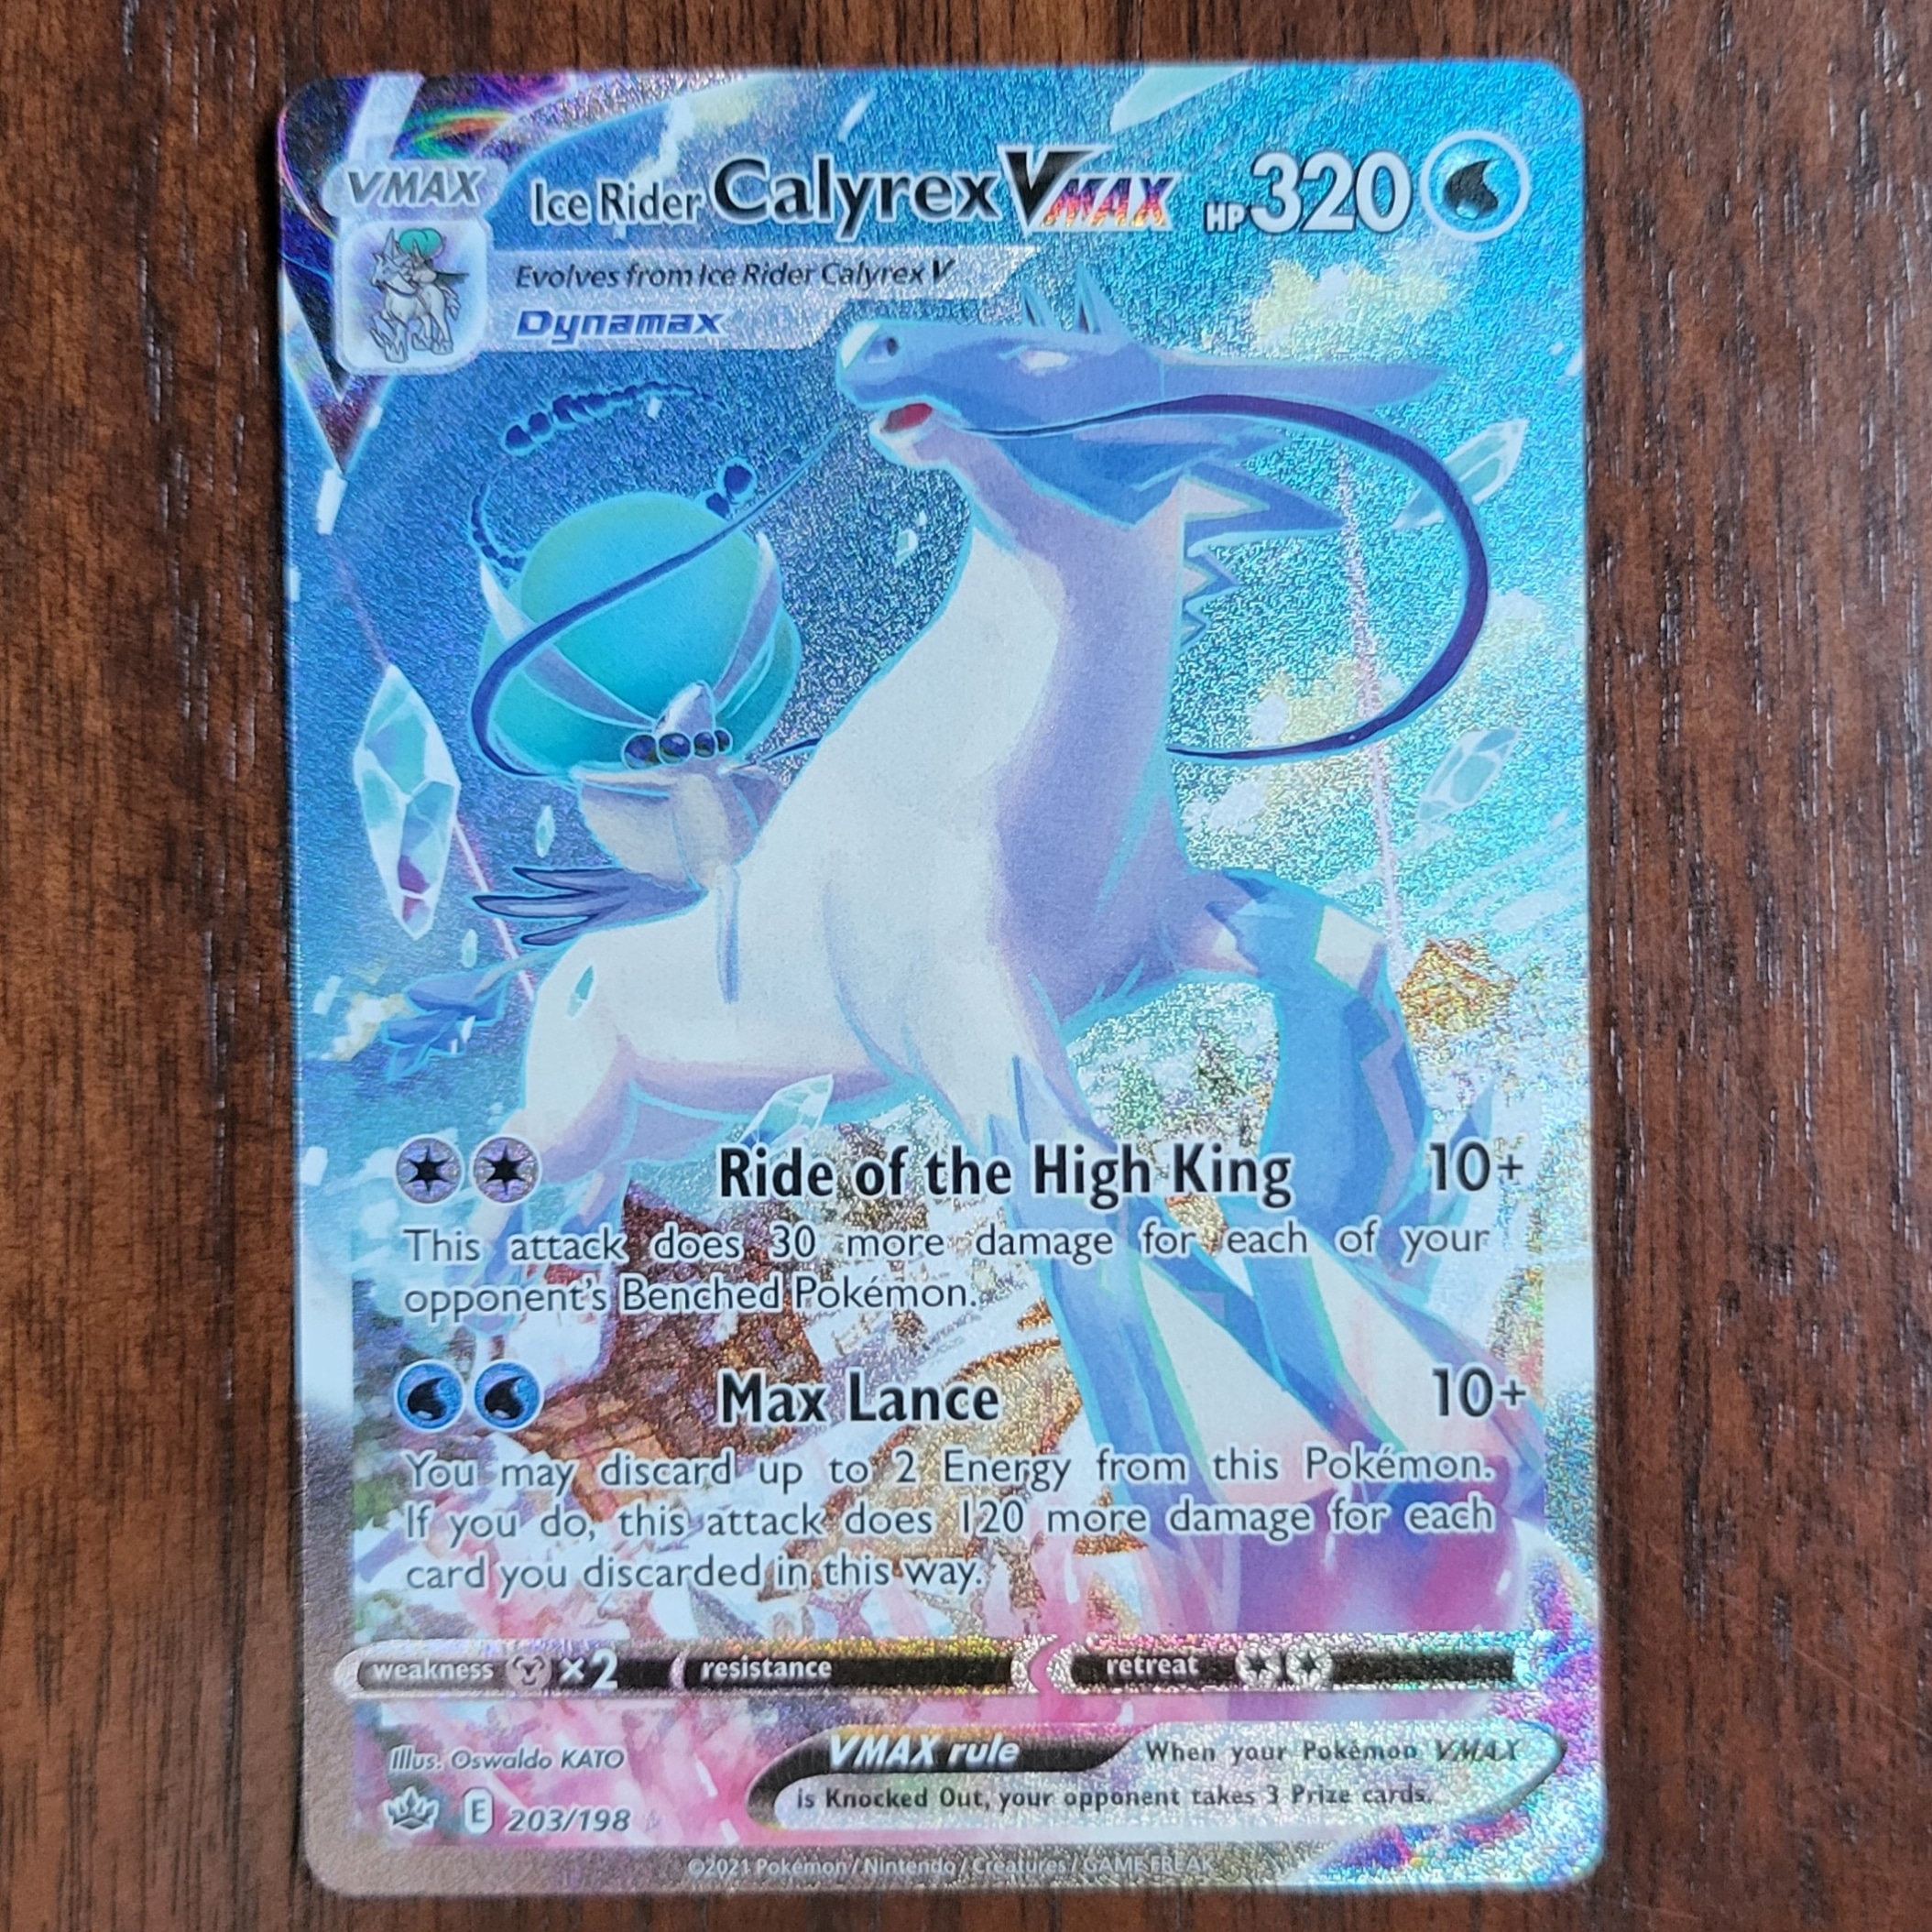 VMAX
Ice Rider Calyrex VMAX HP 320
Evolves from Ice Rider Calyrex V
Dynamax
Ride of the High King 10+
This attack does 30 more damage for each of your
opponent's Benched Pokémon.
Max Lance 10+
You may discard up to 2 Energy from this Pokémon.
If you do, this attack does 120 more damage for each
card you discarded in this way.
weakness ×2 resistance retreat
Illus. Oswaldo KATO
VMAX rule When your Pokémon VMAX
is Knocked Out, your opponent takes 3 Prize cards.
E 203/198
©2021 Pokémon / Nintendo / Creatures / GAME FREAK